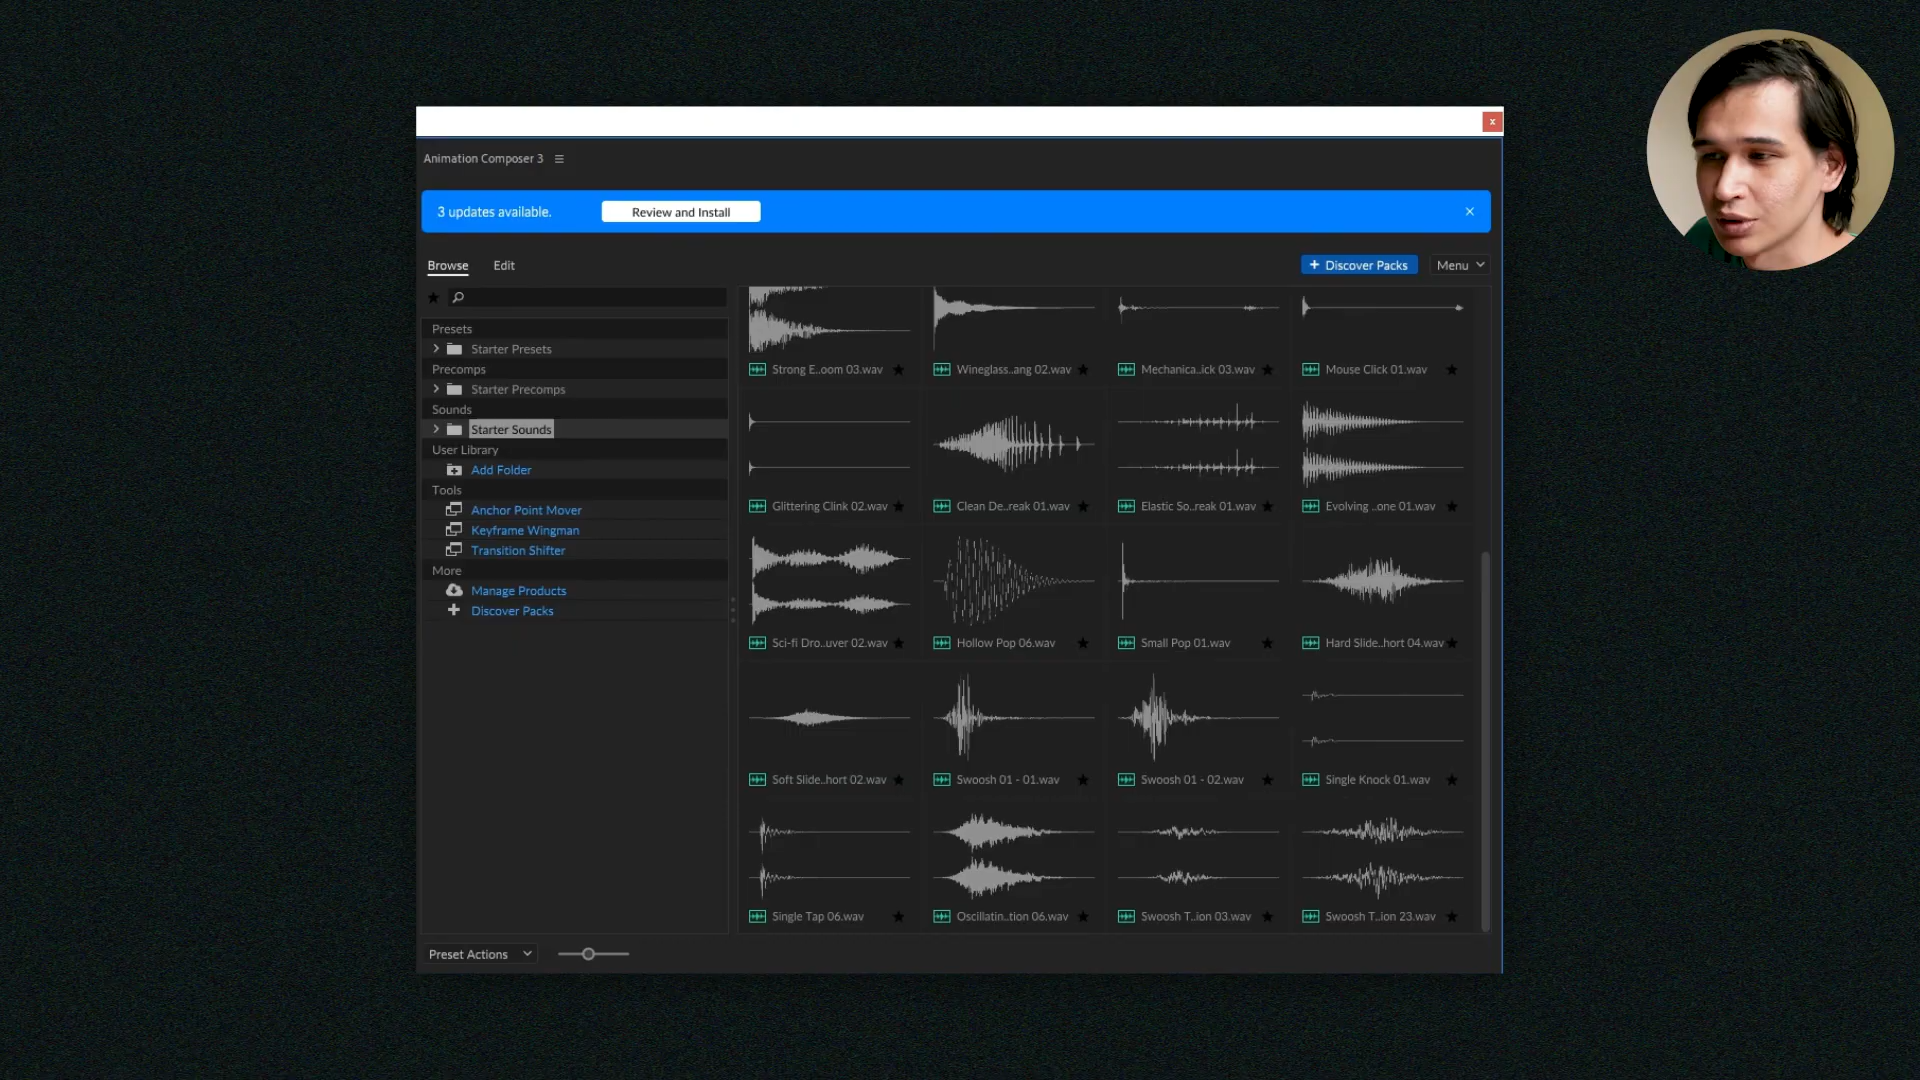 x
Animation Composer 3
3 updates available.
Review and Install
Browse
Edit
Discover Packs
Menu
Presets
Starter Presets
Precomps
Starter Precomps
Sounds
Starter Sounds
User Library
Add Folder
Tools
Anchor Point Mover
Keyframe Wingman
Transition Shifter
More
Manage Products
Discover Packs
Strong E..oom 03.wav
Wineglass..ang 02.wav
Mechanica..ick 03.wav
Mouse Click 01.wav
Glittering Clink 02.wav
Clean De..reak 01.wav
Elastic So..reak 01.wav
Evolving ..one 01.wav
Sci-fi Dro..uver 02.wav
Hollow Pop 06.wav
Small Pop 01.wav
Hard Slide..hort 04.wav
Soft Slide..hort 02.wav
Swoosh 01 - 01.wav
Swoosh 01 - 02.wav
Single Knock 01.wav
Single Tap 06.wav
Oscillatin..tion 06.wav
Swoosh T..ion 03.wav
Swoosh T..ion 23.wav
Preset Actions